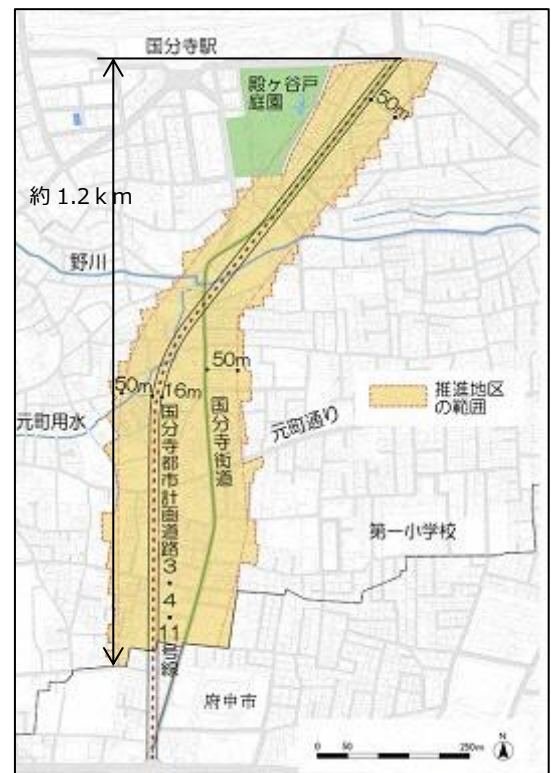 国分寺駅
殿ヶ谷戸
庭園
50m
約1.2km
野川
50m
50m
16m
元町用水
国分寺都市計画道路3・4・11号線
国分寺街道
推進地区
の範囲
元町通り
第一小学校
府中市
0 50 250m
N